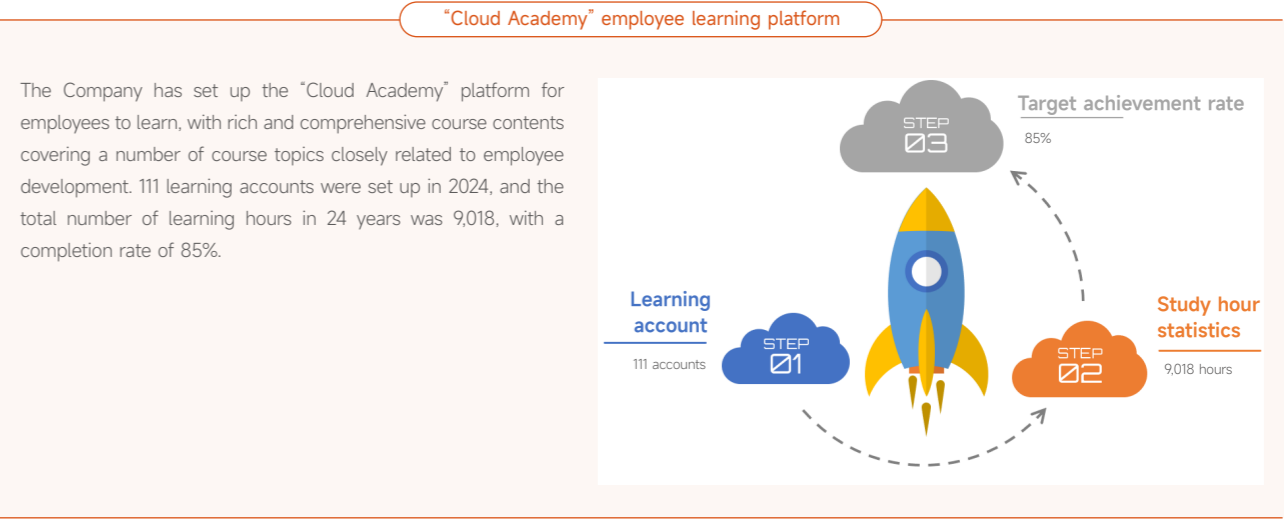 “Cloud Academy” employee learning platform
The Company has set up the “Cloud Academy” platform for
employees to learn, with rich and comprehensive course contents
covering a number of course topics closely related to employee
development. 111 learning accounts were set up in 2024, and the
total number of learning hours in 24 years was 9,018, with a
completion rate of 85%.
STEP
03
Target achievement rate
85%
Learning
account
111 accounts
STEP
01
STEP
02
Study hour
statistics
9,018 hours